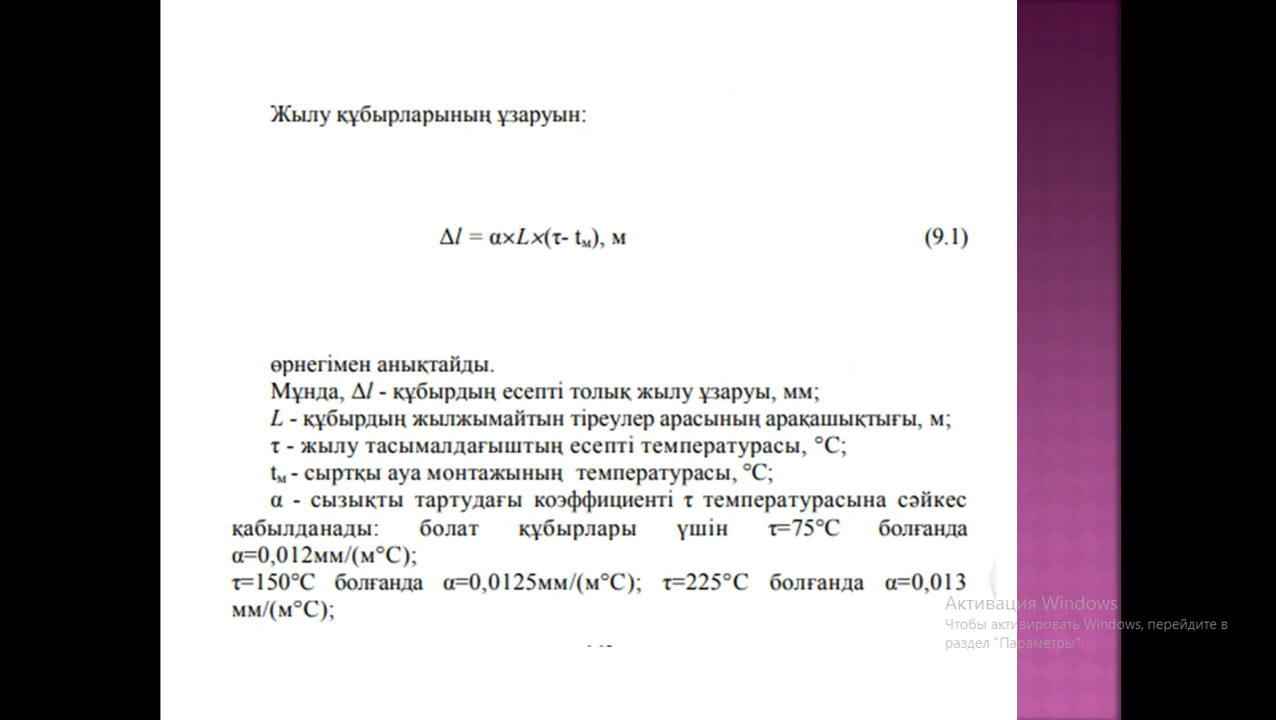 Жылу құбырларының ұзаруын:
Δl = α×L×(τ- tм), м (9.1)
өрнегімен анықтайды.
Мұнда, Δl - құбырдың есепті толық жылу ұзаруы, мм;
L - құбырдың жылжымайтын тіреулер арасының арақашықтығы, м;
τ - жылу тасымалдағыштың есепті температурасы, °С;
tм - сыртқы ауа монтажының температурасы, °С;
α - сызықты тартудағы коэффициенті τ температурасына сәйкес
қабылданады: болат құбырлары үшін τ=75°С болғанда
α=0,012мм/(м°С);
τ=150°С болғанда α=0,0125мм/(м°С); τ=225°С болғанда α=0,013
мм/(м°С);
Активация Windows
Чтобы активировать Windows, перейдите в
раздел "Параметры".